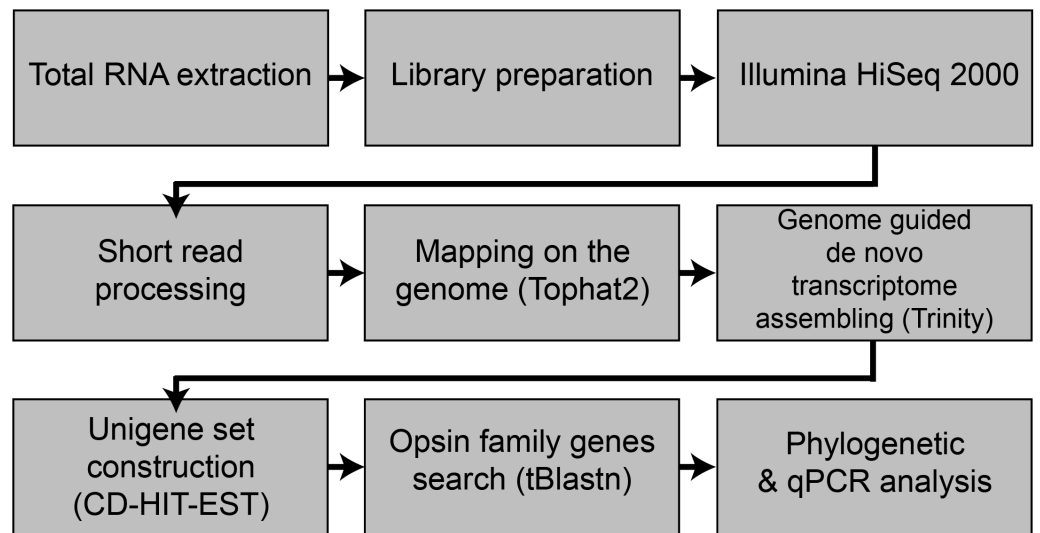 Total RNA extraction
Library preparation
Illumina HiSeq 2000
Short read
processing
Mapping on the
genome (Tophat2)
Genome guided
de novo
transcriptome
assembling (Trinity)
Unigene set
construction
(CD-HIT-EST)
Opsin family genes
search (tBlastn)
Phylogenetic
& qPCR analysis